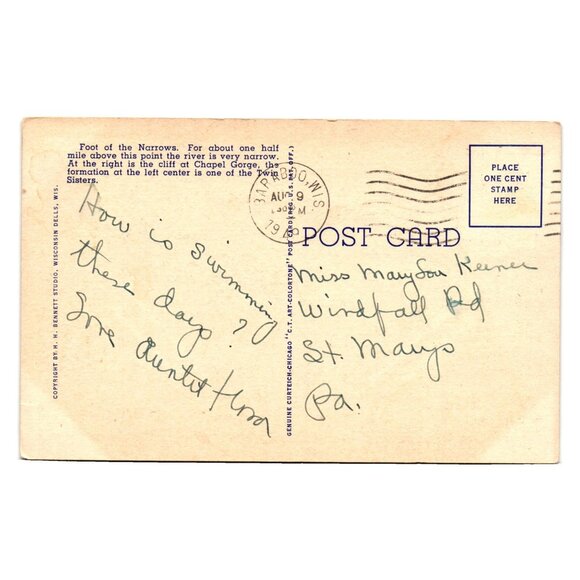 Foot of the Narrows. For about one half
mile above this point the river is very narrow.
At the right is the cliff at Chapel Gorge, the
formation at the left center is one of the Twin
Sisters.
How is swimming
these days?
Love Auntie Flora
COPYRIGHT BY H. H. BENNETT STUDIO, WISCONSIN DELLS, WIS.
GENUINE CURTEICH-CHICAGO "C.T. ART-COLORTONE" POST CARD (REG. U.S. PAT. OFF.)
BARABOO, WIS.
AUG 9
PM
POST CARD
PLACE
ONE CENT
STAMP
HERE
Miss MaryLou Keener
Windfall Rd
St. Marys
Pa.